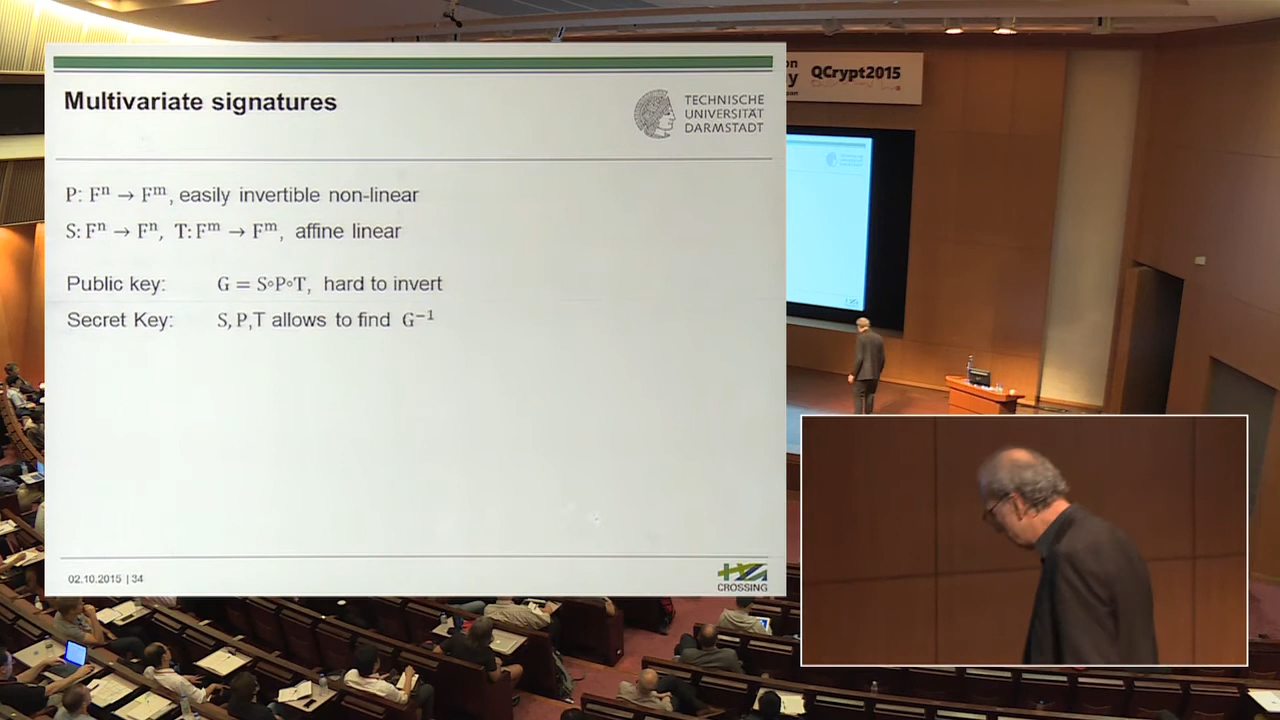 Multivariate signatures
TECHNISCHE
UNIVERSITÄT
DARMSTADT
P: Fⁿ → Fᵐ, easily invertible non-linear
S: Fⁿ → Fⁿ, T: Fᵐ → Fᵐ, affine linear
Public key: G = S∘P∘T, hard to invert
Secret Key: S, P,T allows to find G⁻¹
02.10.2015 | 34
CROSSING
QCrypt2015